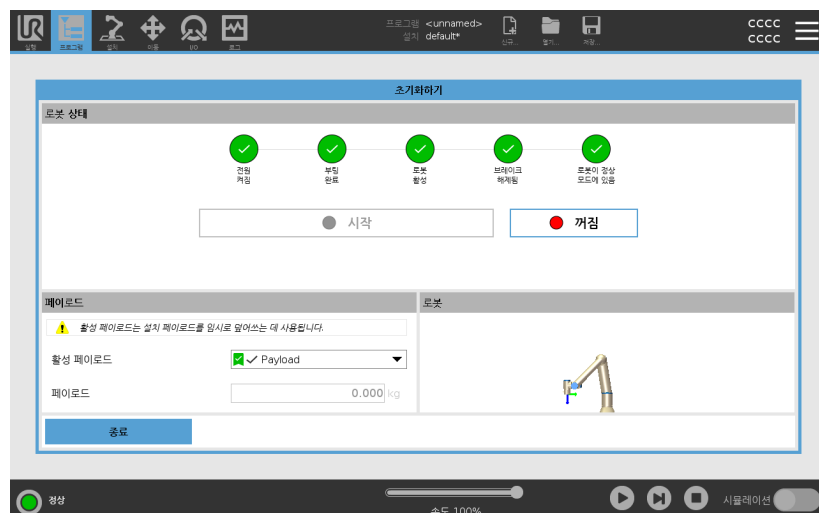 프로그램 <unnamed>
설치 default*
cccc
cccc
실행
프로그램
설치
이동
I/O
로그
신규...
열기...
저장...
초기화하기
로봇 상태
전원
켜짐
부팅
완료
로봇
활성
브레이크
해제됨
로봇이 정상
모드에 있음
시작
꺼짐
페이로드
로봇
활성 페이로드는 설치 페이로드를 임시로 덮어쓰는 데 사용됩니다.
활성 페이로드
Payload
페이로드
0.000 kg
종료
정상
속도 100%
시뮬레이션